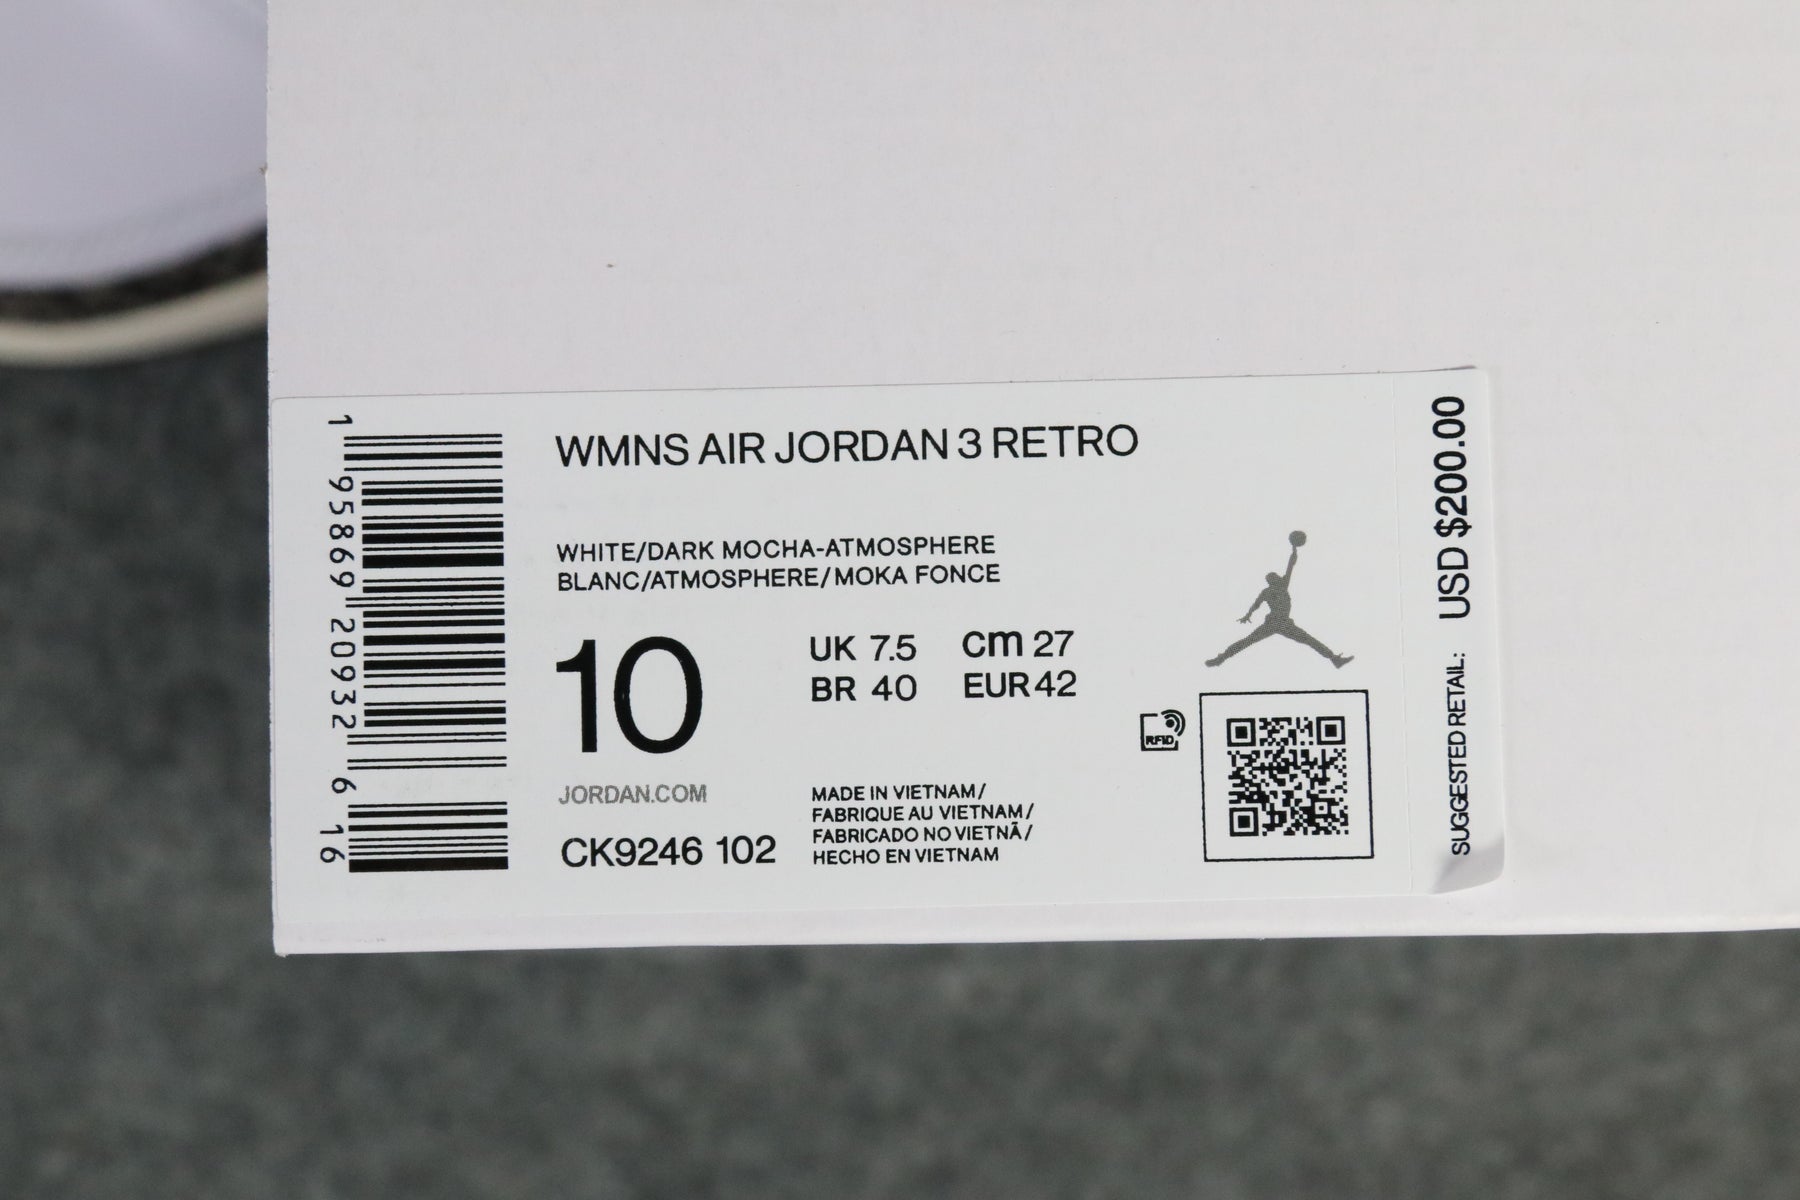 WMNS AIR JORDAN 3 RETRO
WHITE/DARK MOCHA-ATMOSPHERE
BLANC/ATMOSPHERE/MOKA FONCE
10
UK 7.5 cm 27
BR 40 EUR 42
JORDAN.COM
CK9246 102
MADE IN VIETNAM/
FABRIQUE AU VIETNAM/
FABRICADO NO VIETNÃ/
HECHO EN VIETNAM
RFID
SUGGESTED RETAIL: USD $200.00
1 95869 20932 6 16